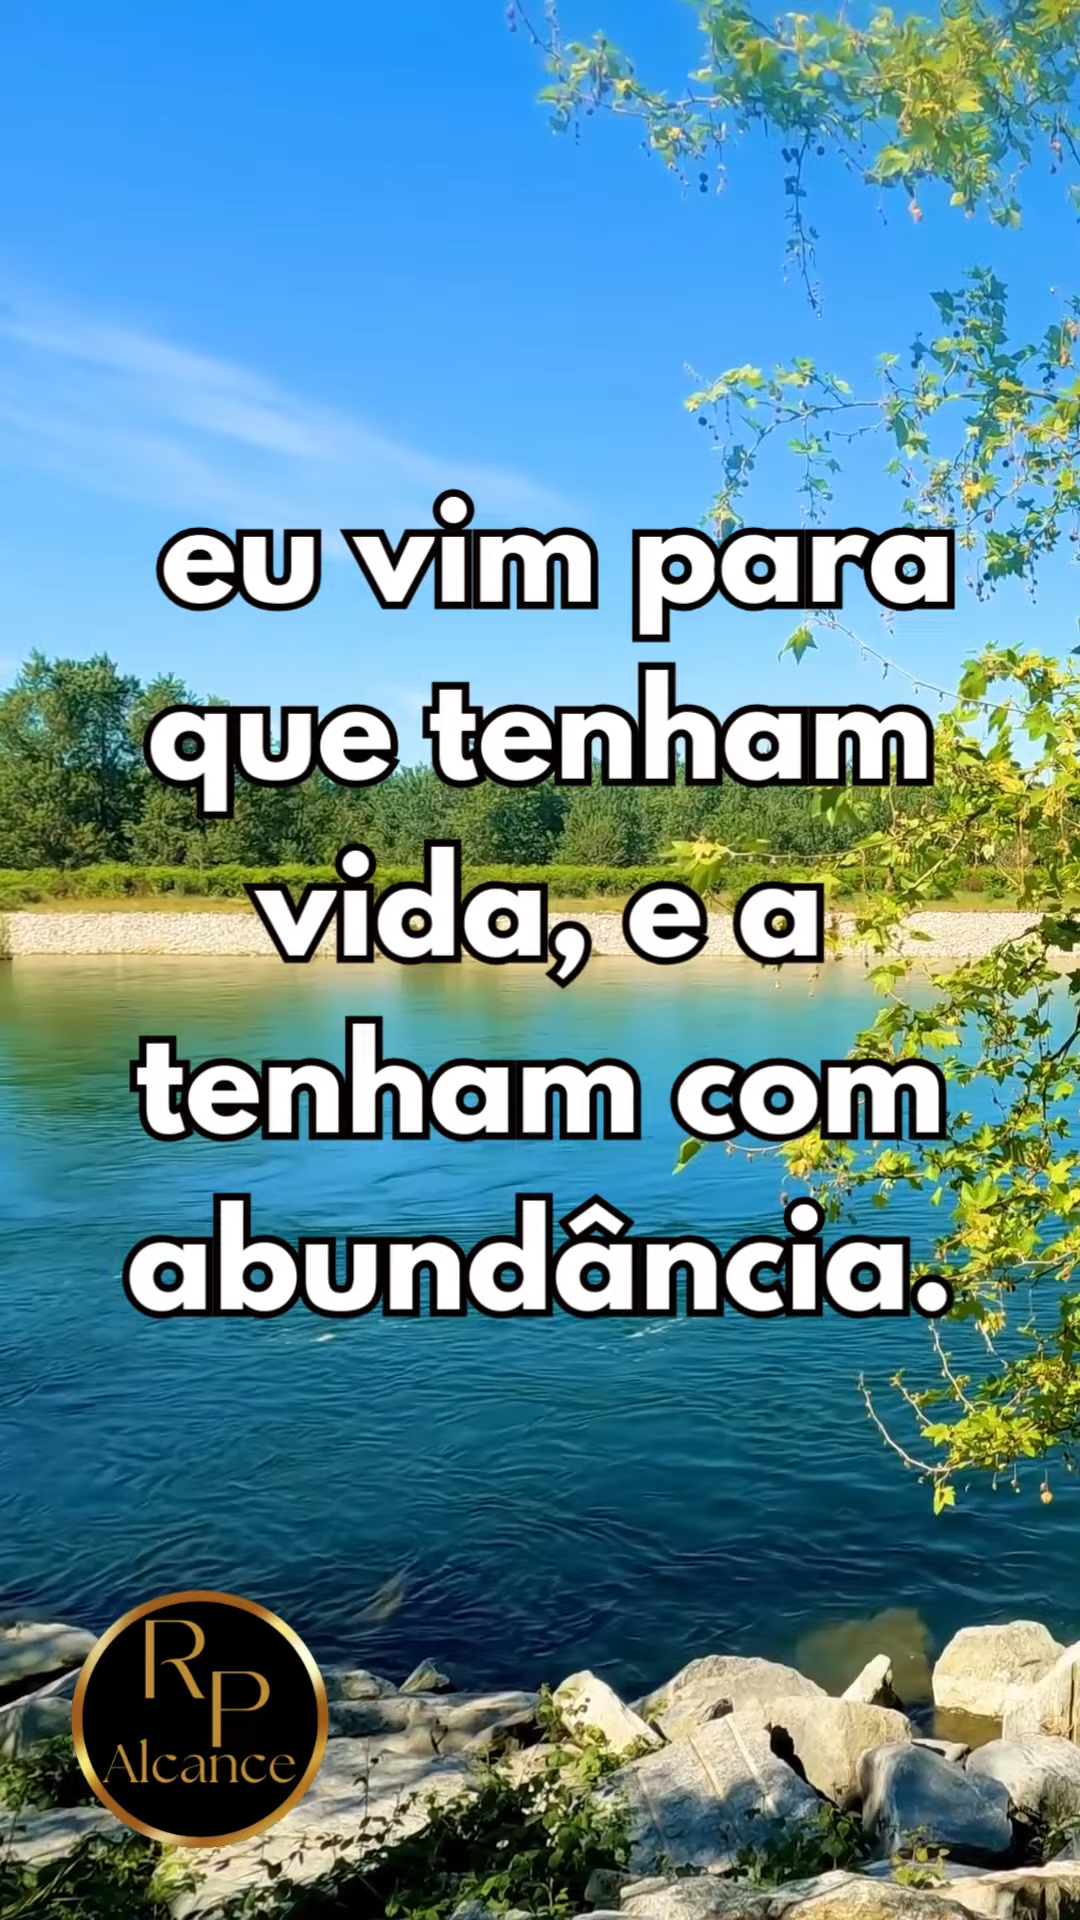 eu vim para
que tenham
vida, e a
tenham com
abundância.
RP
Alcance